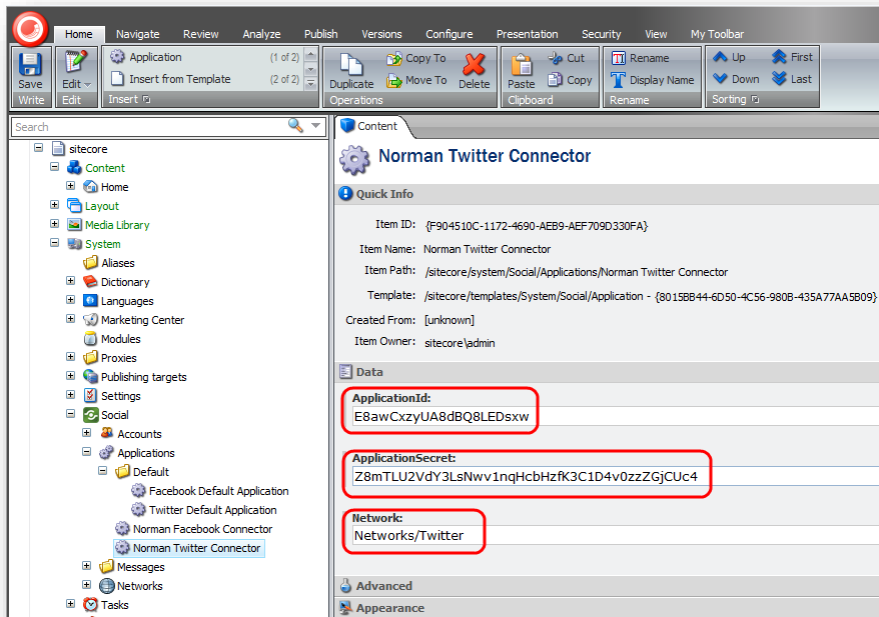 Home Navigate Review Analyze Publish Versions Configure Presentation Security View My Toolbar
Save
Write
Edit
Edit
Application (1 of 2)
Insert from Template (2 of 2)
Insert
Duplicate
Copy To
Move To
Delete
Operations
Paste
Cut
Copy
Clipboard
Rename
Display Name
Rename
Up
First
Down
Last
Sorting
Search
sitecore
Content
Home
Layout
Media Library
System
Aliases
Dictionary
Languages
Marketing Center
Modules
Proxies
Publishing targets
Settings
Social
Accounts
Applications
Default
Facebook Default Application
Twitter Default Application
Norman Facebook Connector
Norman Twitter Connector
Messages
Networks
Tasks
Content
Norman Twitter Connector
Quick Info
Item ID: {F904510C-1172-4690-AEB9-AEF709D330FA}
Item Name: Norman Twitter Connector
Item Path: /sitecore/system/Social/Applications/Norman Twitter Connector
Template: /sitecore/templates/System/Social/Application - {8015BB44-6D50-4C56-980B-435A77AA5B09}
Created From: [unknown]
Item Owner: sitecore\admin
Data
ApplicationId:
E8awCxzyUA8dBQ8LEDsxw
ApplicationSecret:
Z8mTLU2VdY3LsNwv1nqHcbHzfK3C1D4v0zzZGjCUc4
Network:
Networks/Twitter
Advanced
Appearance